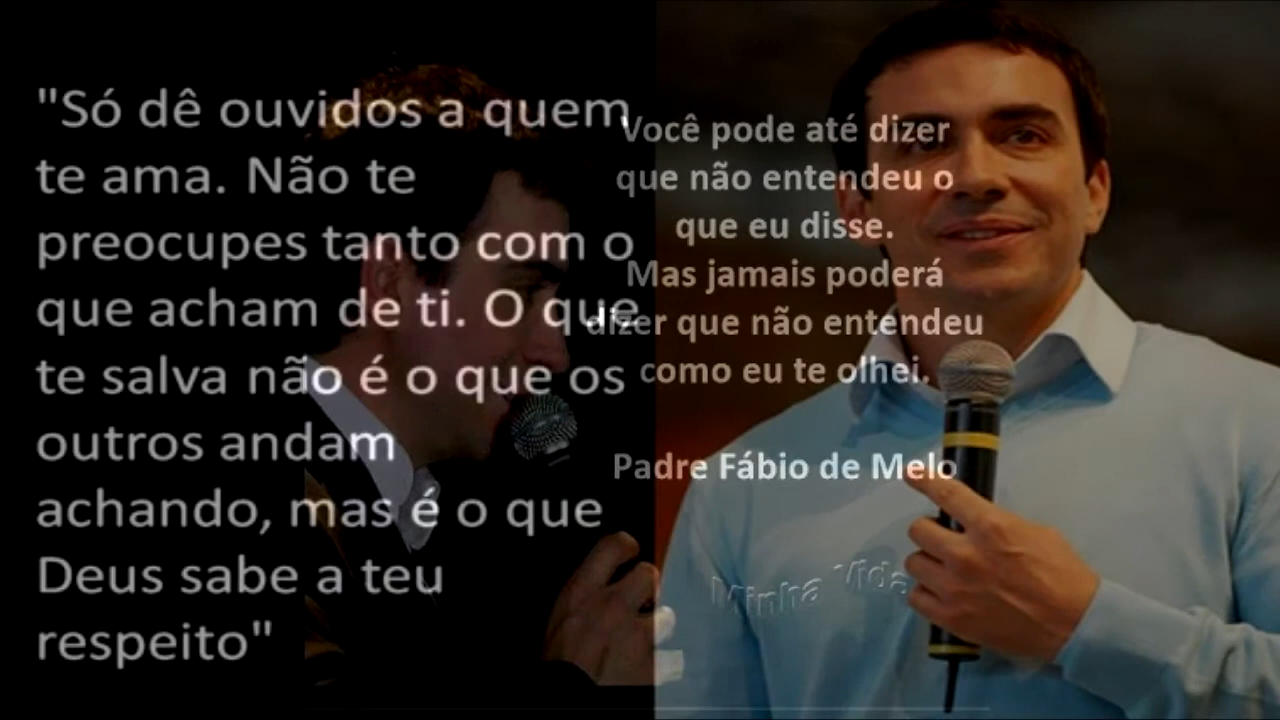 "Só dê ouvidos a quem
te ama. Não te
preocupes tanto com o
que acham de ti. O que
te salva não é o que os
outros andam
achando, mas é o que
Deus sabe a teu
respeito"
Você pode até dizer
que não entendeu o
que eu disse.
Mas jamais poderá
dizer que não entendeu
como eu te olhei.
Padre Fábio de Melo
Minha Vida